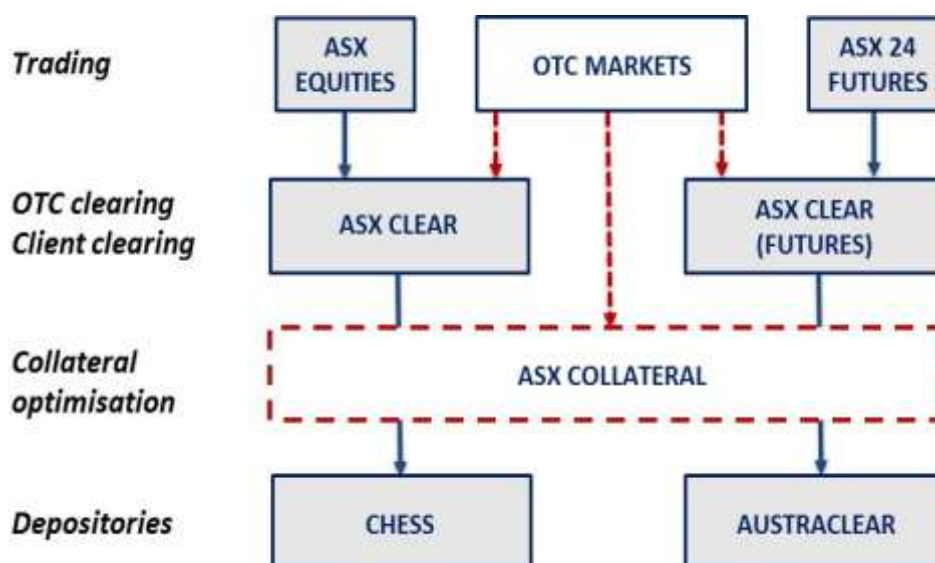 Trading
ASX
EQUITIES
OTC MARKETS
ASX 24
FUTURES
OTC clearing
Client clearing
ASX CLEAR
ASX CLEAR
(FUTURES)
Collateral
optimisation
ASX COLLATERAL
Depositories
CHESS
AUSTRACLEAR